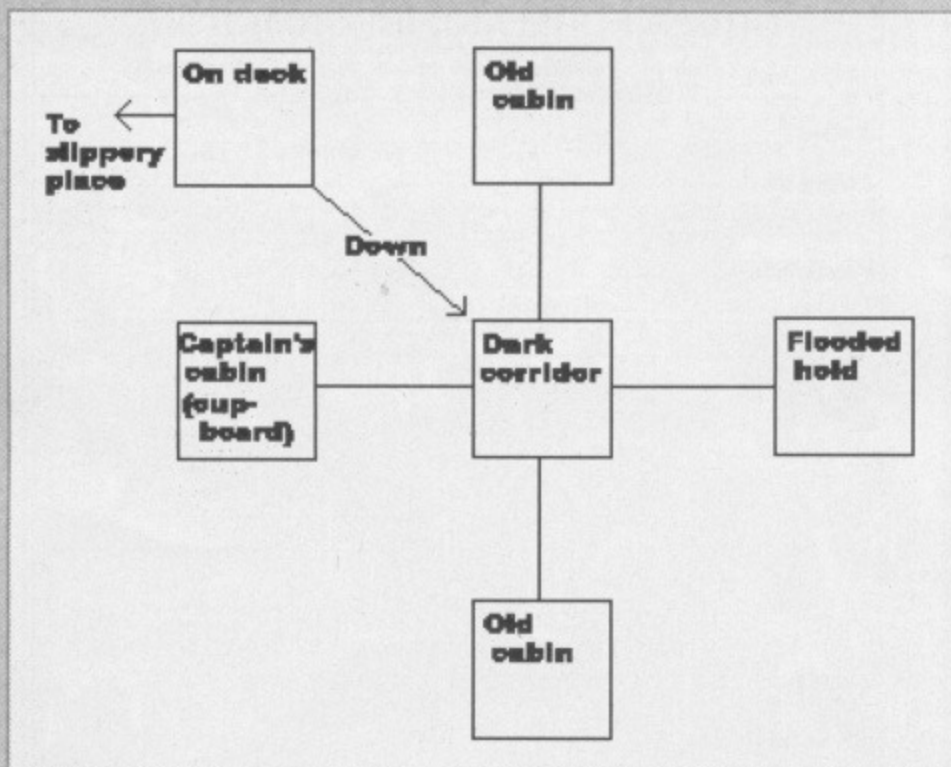 On deck
Old
cabin
To
slippery
place
Down
Captain's
cabin
(cup-
board)
Dark
corridor
Flooded
hold
Old
cabin